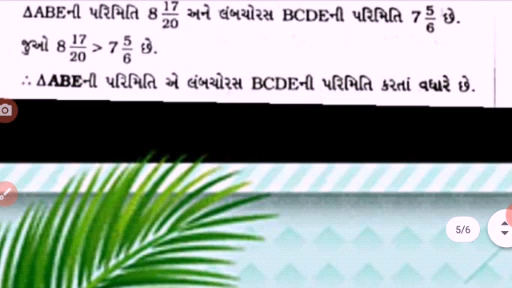 ΔABEની પરિમિતિ 8 17/20 અને લંબચોરસ BCDEની પરિમિતિ 7 5/6 છે.
જુઓ 8 17/20 > 7 5/6 છે.
∴ ΔABEની પરિમિતિ એ લંબચોરસ BCDEની પરિમિતિ કરતાં વધારે છે.
5/6